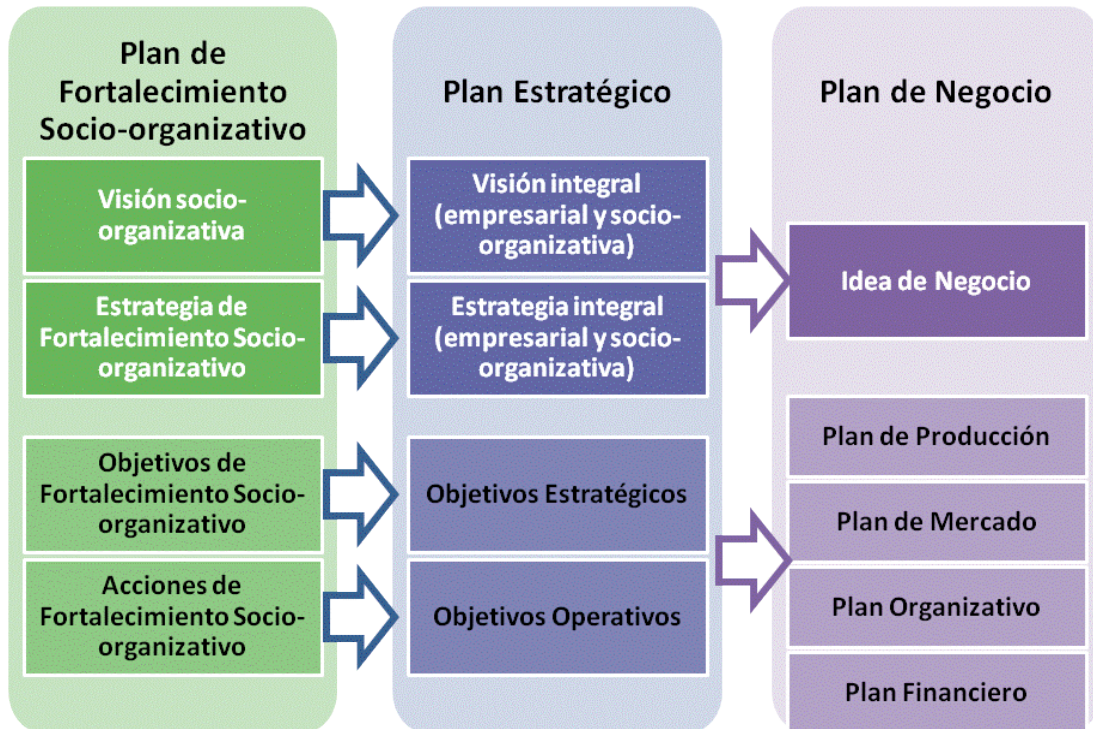 Plan de
Fortalecimiento
Socio-organizativo
Visión socio-
organizativa
Estrategia de
Fortalecimiento Socio-
organizativo
Objetivos de
Fortalecimiento Socio-
organizativo
Acciones de
Fortalecimiento Socio-
organizativo
Plan Estratégico
Visión integral
(empresarial y socio-
organizativa)
Estrategia integral
(empresarial y socio-
organizativa)
Objetivos Estratégicos
Objetivos Operativos
Plan de Negocio
Idea de Negocio
Plan de Producción
Plan de Mercado
Plan Organizativo
Plan Financiero